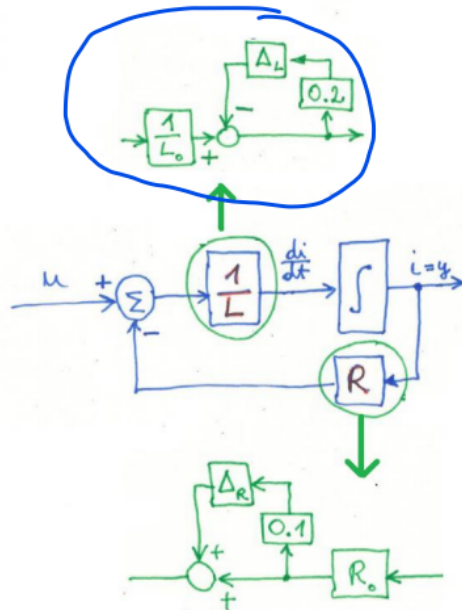 Δ_L
−
0.2
1/L₀
+
u
+
Σ
−
1/L
di/dt
∫
i=y
R
Δ_R
0.1
+
+
R₀